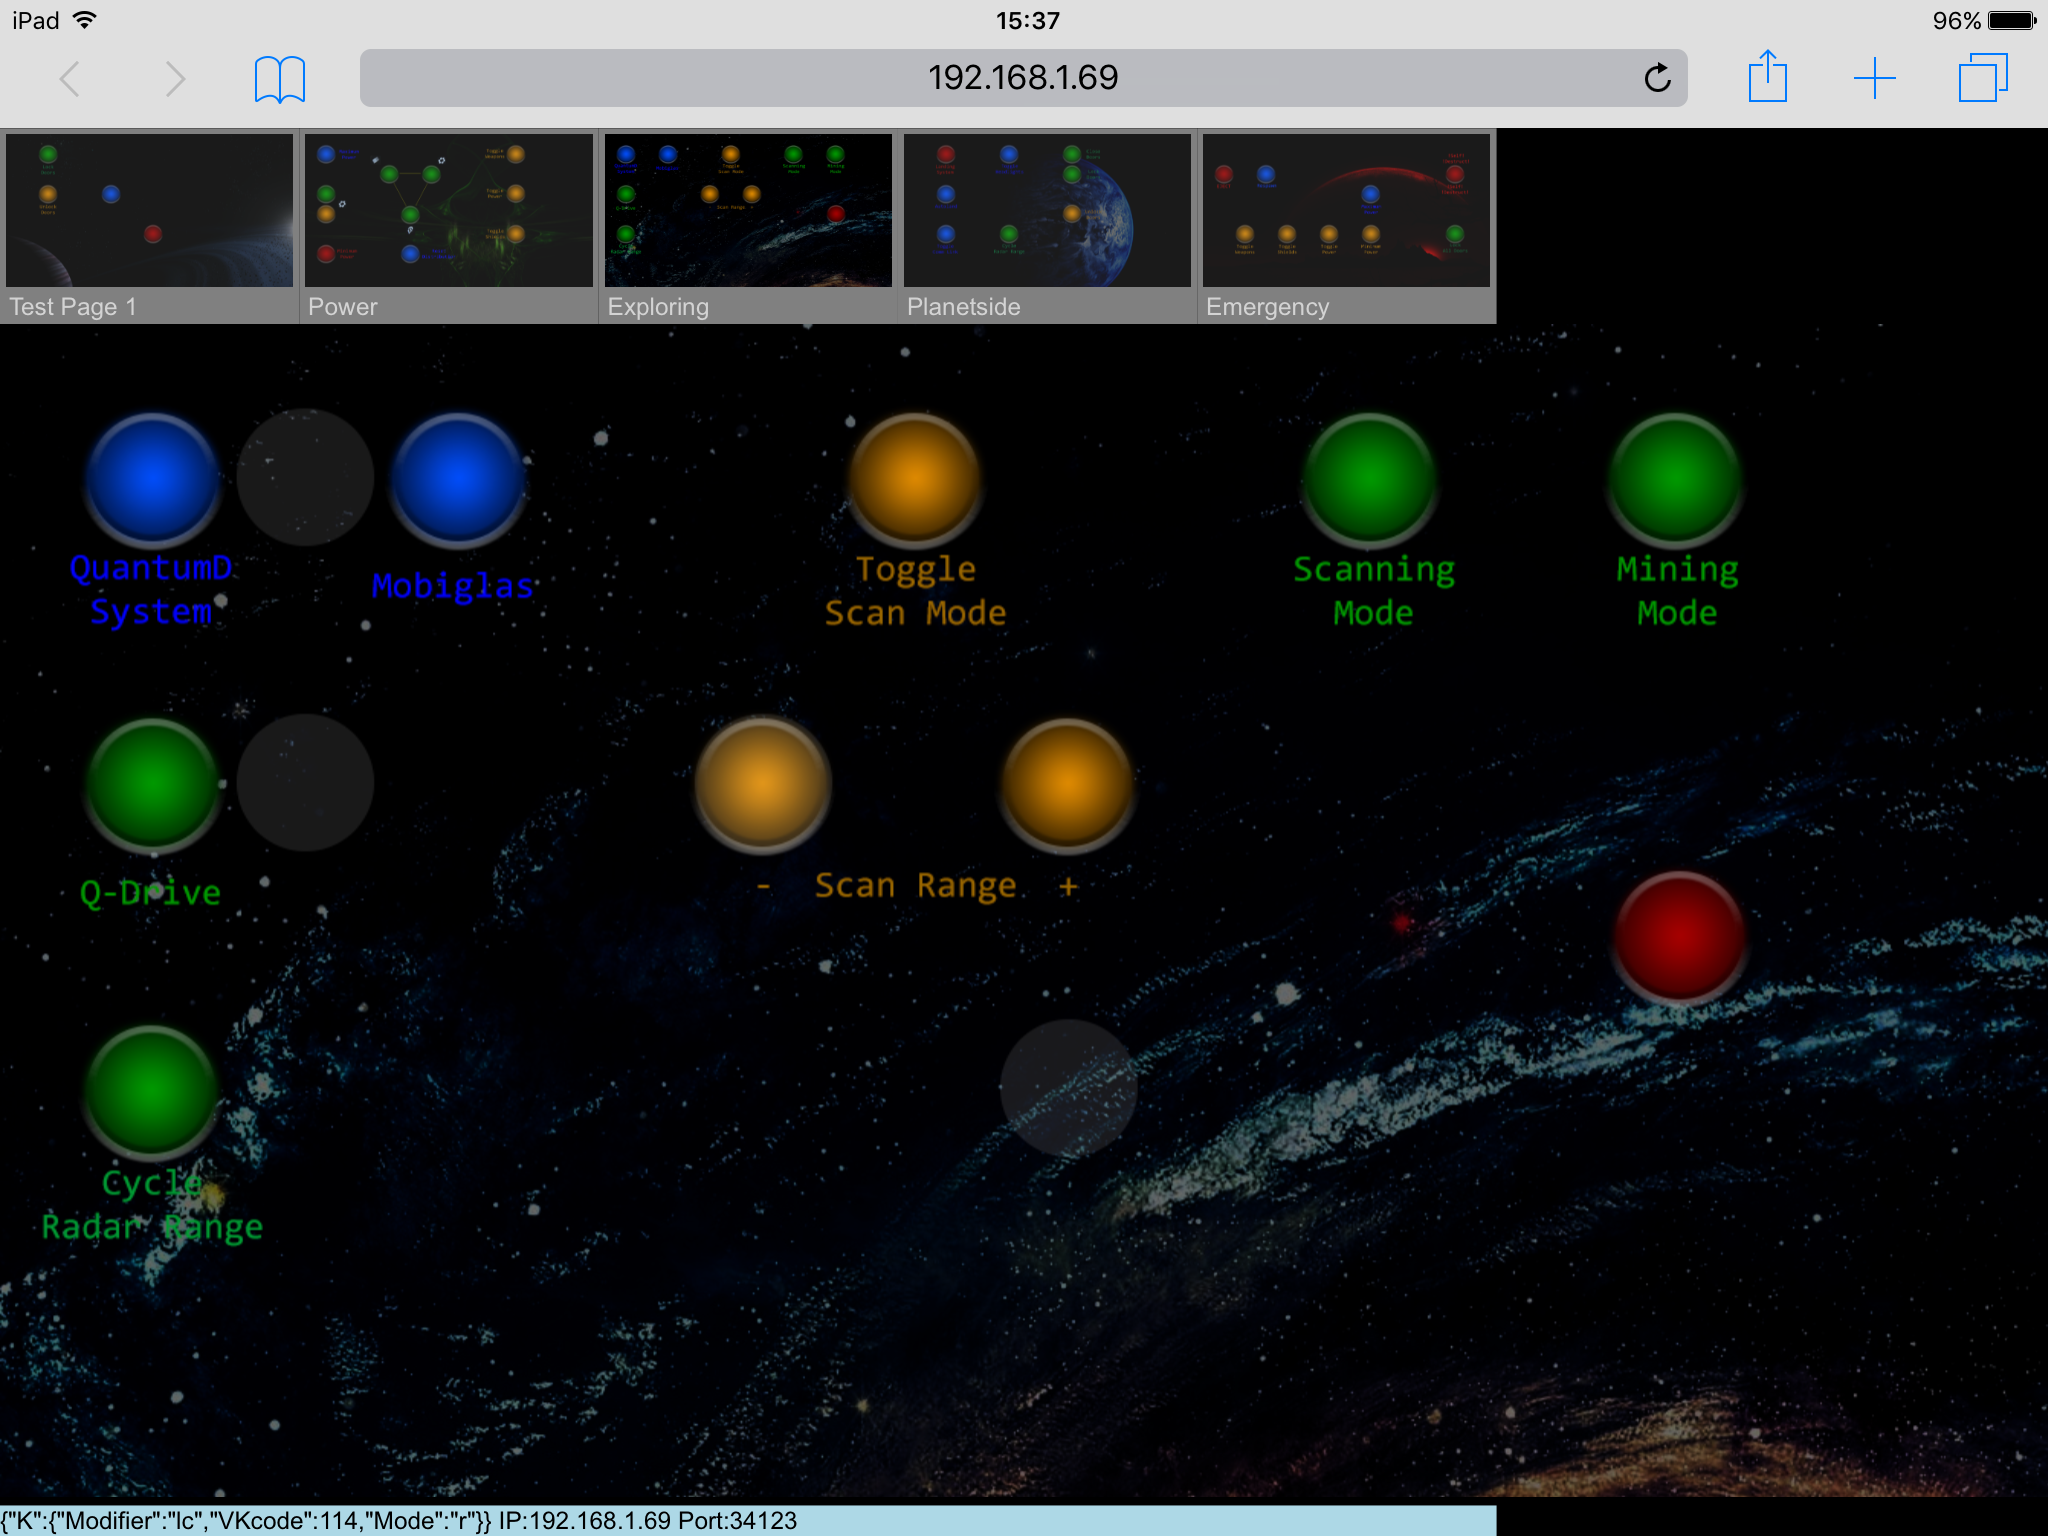 iPad 15:37 96%
192.168.1.69
Test Page 1 Power Exploring Planetside Emergency
QuantumD System
Mobiglas
Toggle
Scan Mode
Scanning
Mode
Mining
Mode
Q-Drive
- Scan Range +
Cycle
Radar Range
{"K":{"Modifier":"lc","VKcode":114,"Mode":"r"}} IP:192.168.1.69 Port:34123